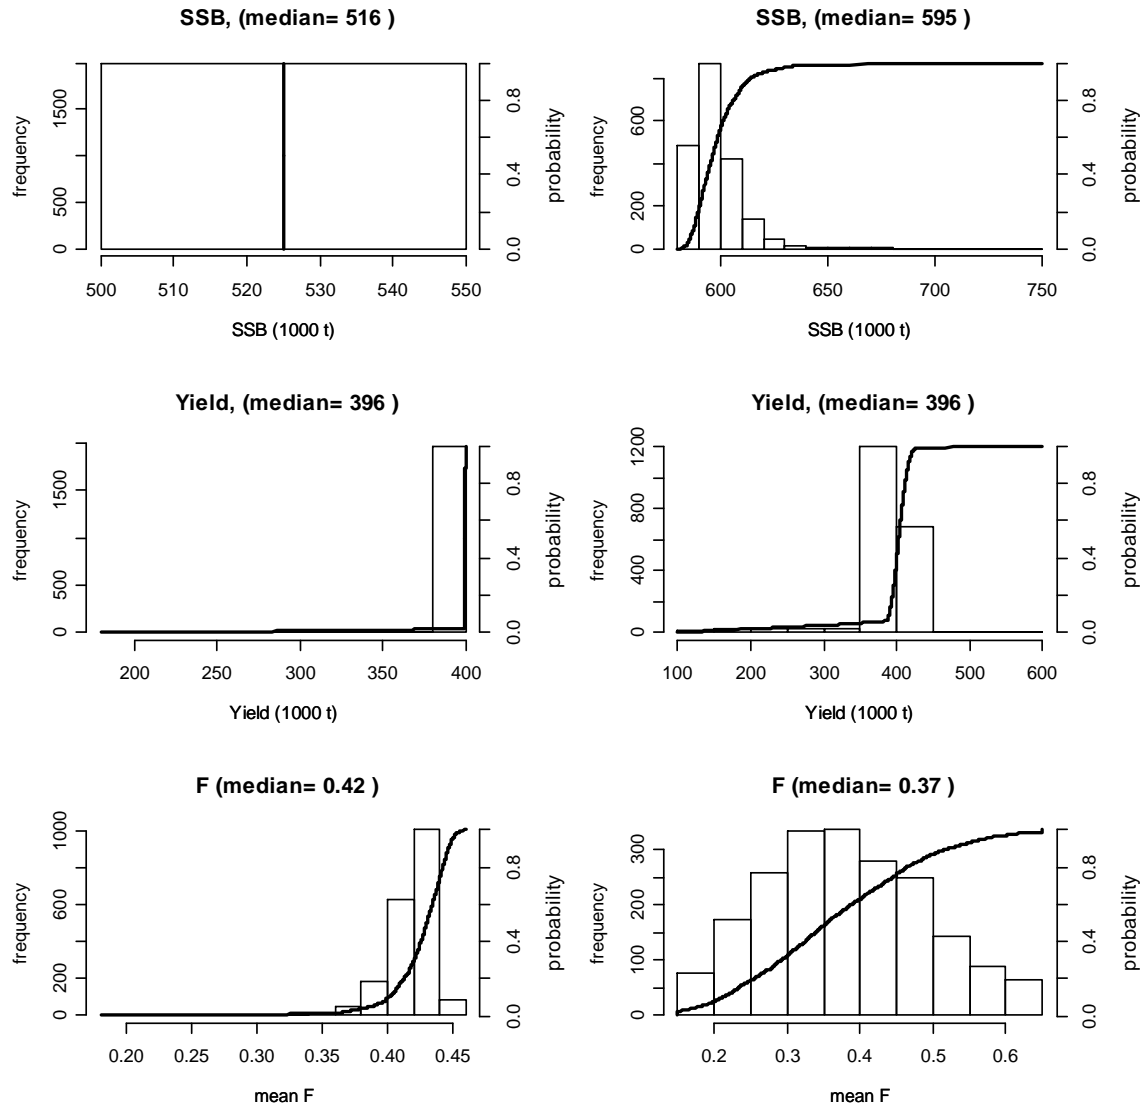 SSB, (median= 516 )
frequency
0 500 1500
probability
0.0 0.4 0.8
500 510 520 530 540 550
SSB (1000 t)
SSB, (median= 595 )
frequency
0 200 600
probability
0.0 0.4 0.8
600 650 700 750
SSB (1000 t)
Yield, (median= 396 )
frequency
0 500 1500
probability
0.0 0.4 0.8
200 250 300 350 400
Yield (1000 t)
Yield, (median= 396 )
frequency
0 400 800 1200
probability
0.0 0.4 0.8
100 200 300 400 500 600
Yield (1000 t)
F (median= 0.42 )
frequency
0 200 600 1000
probability
0.0 0.4 0.8
0.20 0.25 0.30 0.35 0.40 0.45
mean F
F (median= 0.37 )
frequency
0 100 200 300
probability
0.0 0.4 0.8
0.2 0.3 0.4 0.5 0.6
mean F